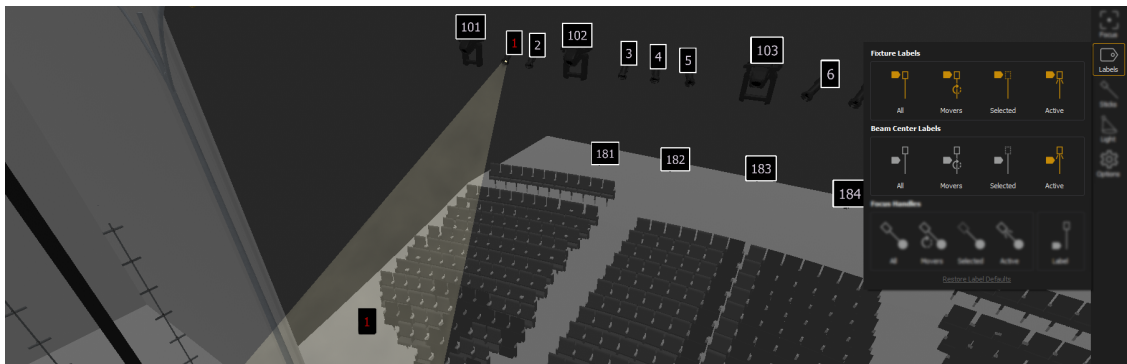 101
1
2
102
3
4
5
103
6
181
182
183
184
1
Fixture Labels
All Movers Selected Active
Beam Center Labels
All Movers Selected Active
Focus Handles
All Movers Selected Active Label
Restore Label Defaults
Focus
Labels
Sticks
Light
Options